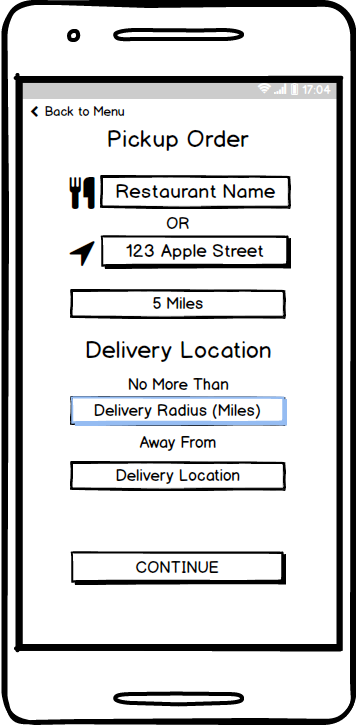 17:04
Back to Menu
Pickup Order
Restaurant Name
OR
123 Apple Street
5 Miles
Delivery Location
No More Than
Delivery Radius (Miles)
Away From
Delivery Location
CONTINUE